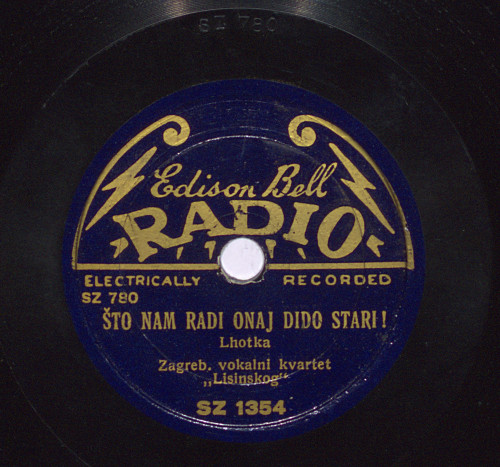 SZ 780
Edison Bell
RADIO
ELECTRICALLY RECORDED
SZ 780
ŠTO NAM RADI ONAJ DIDO STARI!
Lhotka
Zagreb. vokalni kvartet
„Lisinskog“
SZ 1354